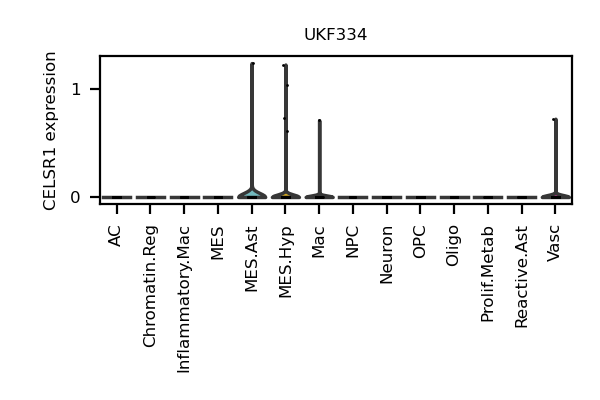 UKF334
CELSR1 expression
1
0
AC
Chromatin.Reg
Inflammatory.Mac
MES
MES.Ast
MES.Hyp
Mac
NPC
Neuron
OPC
Oligo
Prolif.Metab
Reactive.Ast
Vasc